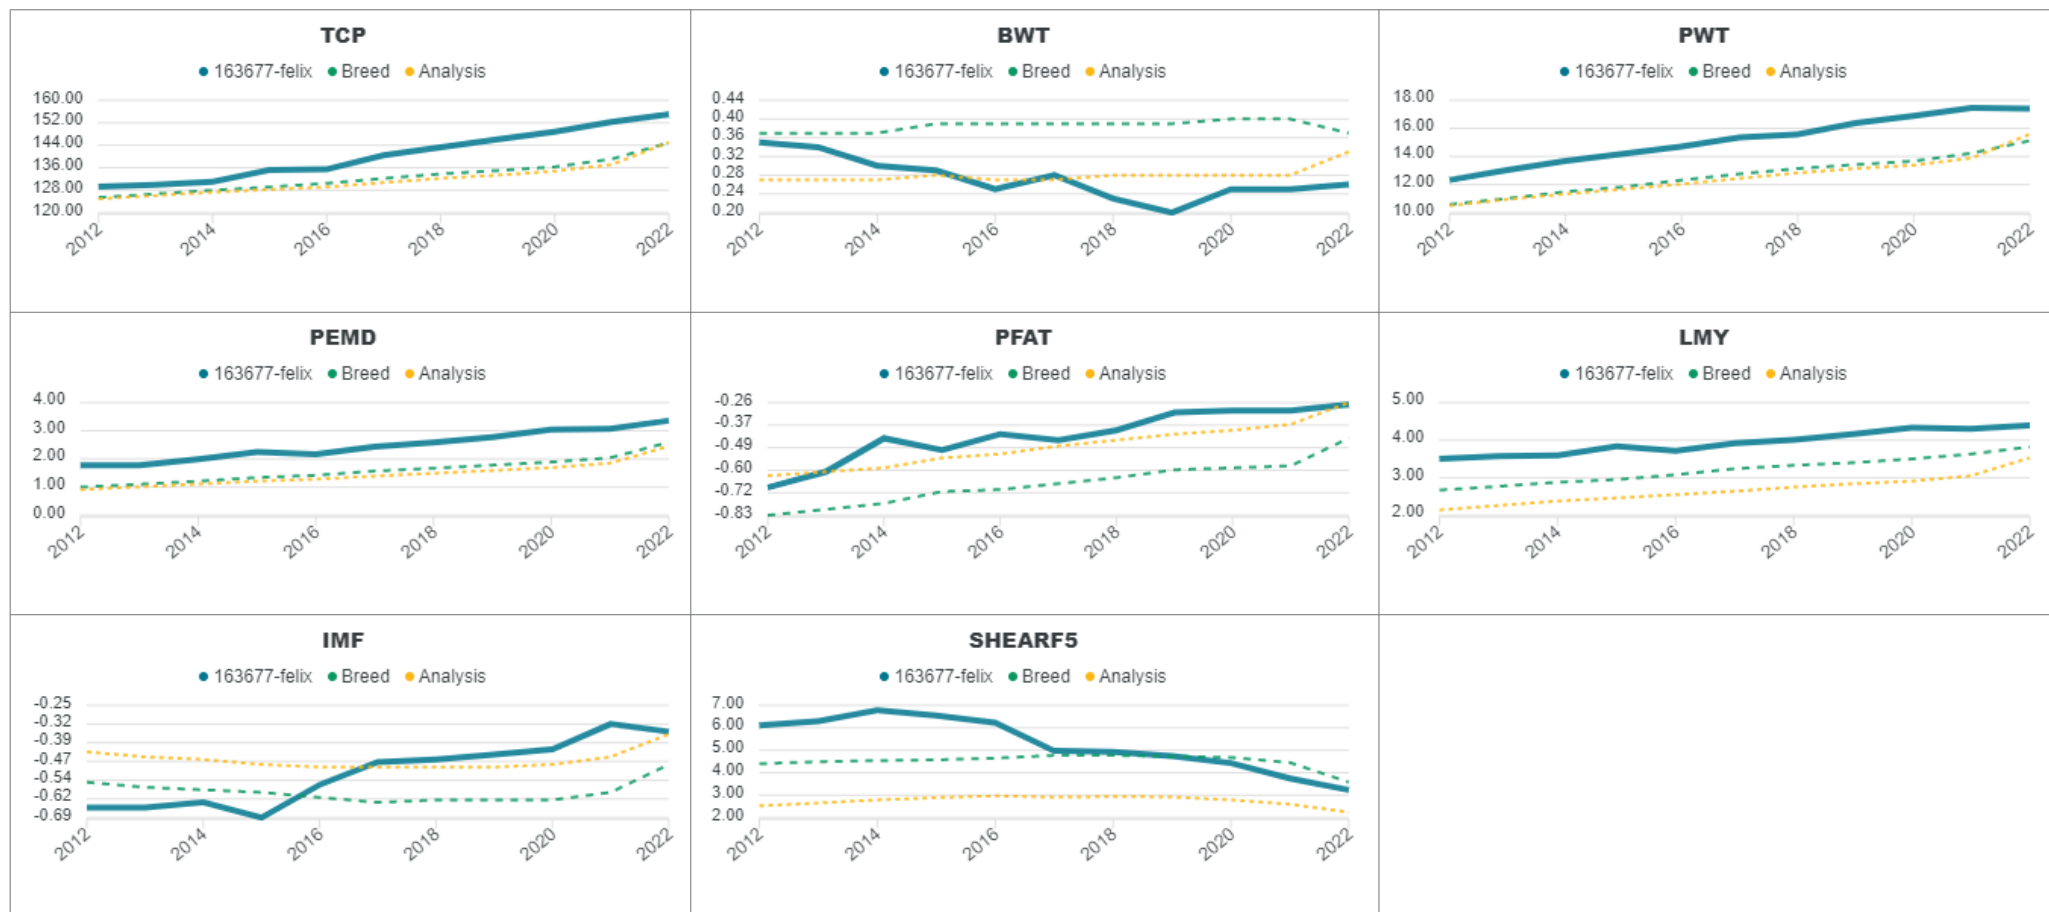 TCP
163677-felix Breed Analysis
160.00
152.00
144.00
136.00
128.00
120.00
2012 2014 2016 2018 2020 2022
BWT
163677-felix Breed Analysis
0.44
0.40
0.36
0.32
0.28
0.24
0.20
2012 2014 2016 2018 2020 2022
PWT
163677-felix Breed Analysis
18.00
16.00
14.00
12.00
10.00
2012 2014 2016 2018 2020 2022
PEMD
163677-felix Breed Analysis
4.00
3.00
2.00
1.00
0.00
2012 2014 2016 2018 2020 2022
PFAT
163677-felix Breed Analysis
-0.26
-0.37
-0.49
-0.60
-0.72
-0.83
2012 2014 2016 2018 2020 2022
LMY
163677-felix Breed Analysis
5.00
4.00
3.00
2.00
2012 2014 2016 2018 2020 2022
IMF
163677-felix Breed Analysis
-0.25
-0.32
-0.39
-0.47
-0.54
-0.62
-0.69
2012 2014 2016 2018 2020 2022
SHEARF5
163677-felix Breed Analysis
7.00
6.00
5.00
4.00
3.00
2.00
2012 2014 2016 2018 2020 2022